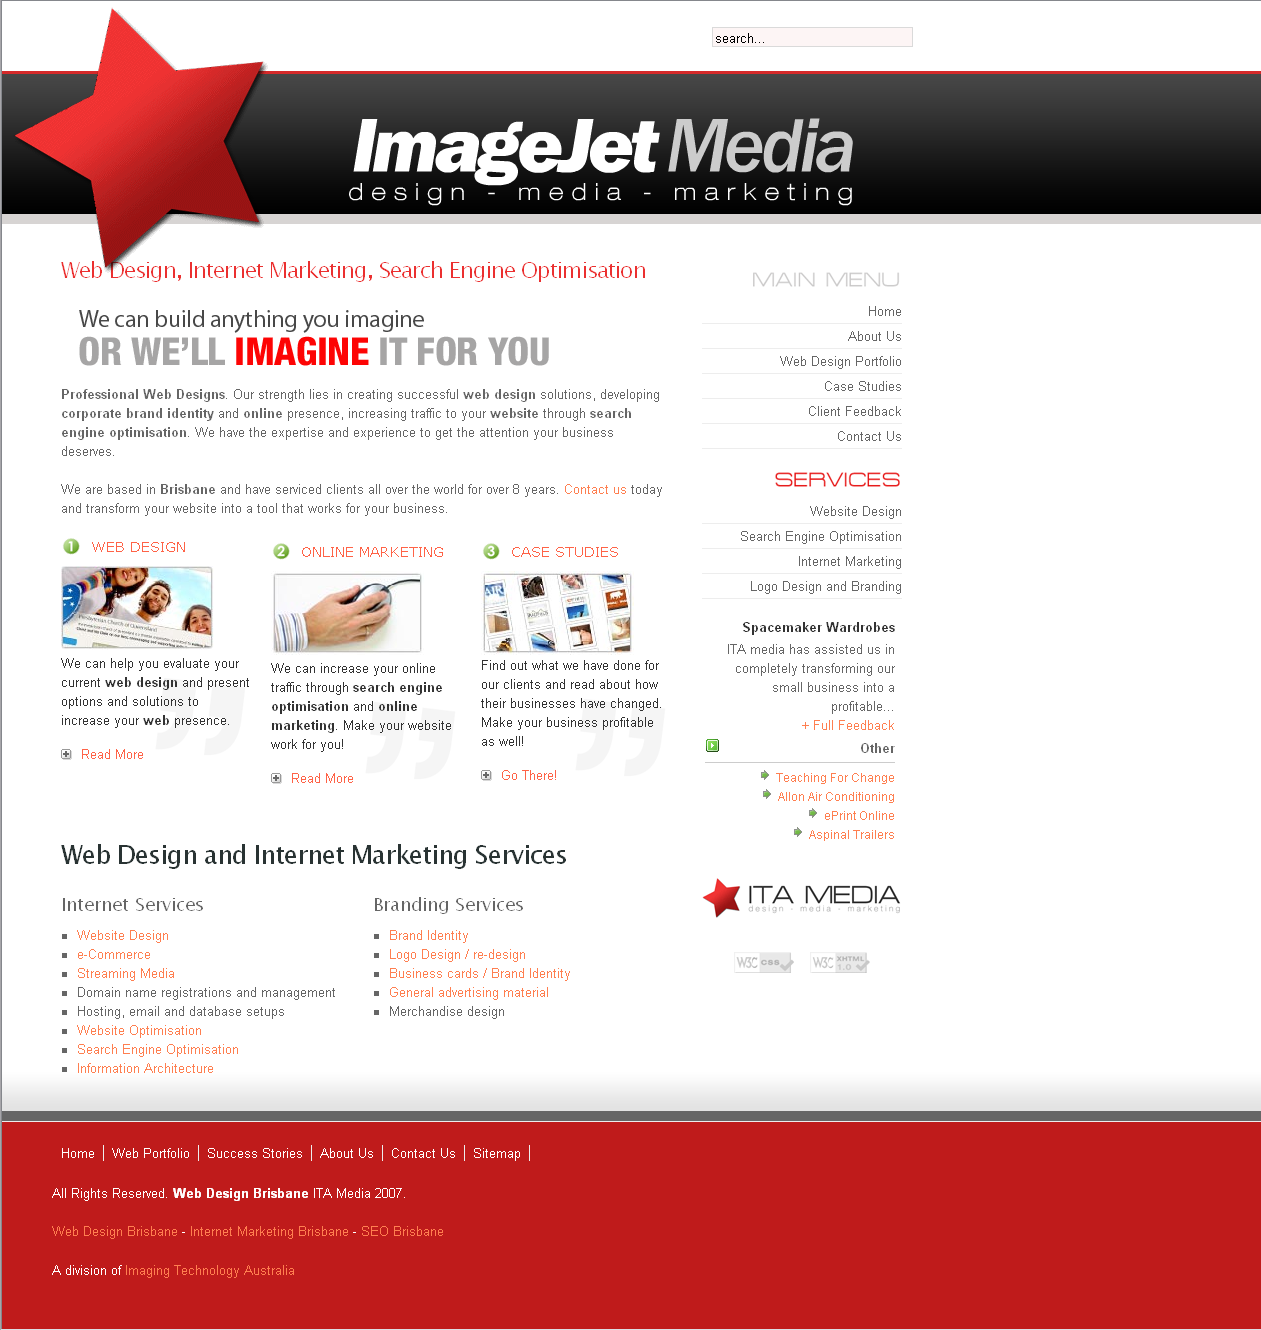 search...
ImageJet Media
design - media - marketing
Web Design, Internet Marketing, Search Engine Optimisation
We can build anything you imagine
OR WE'LL IMAGINE IT FOR YOU
Professional Web Designs. Our strength lies in creating successful web design solutions, developing
corporate brand identity and online presence, increasing traffic to your website through search
engine optimisation. We have the expertise and experience to get the attention your business
deserves.
We are based in Brisbane and have serviced clients all over the world for over 8 years. Contact us today
and transform your website into a tool that works for your business.
1 WEB DESIGN
Presbyterian Church of Queensland
We can help you evaluate your
current web design and present
options and solutions to
increase your web presence.
Read More
2 ONLINE MARKETING
We can increase your online
traffic through search engine
optimisation and online
marketing. Make your website
work for you!
Read More
3 CASE STUDIES
Find out what we have done for
our clients and read about how
their businesses have changed.
Make your business profitable
as well!
Go There!
Web Design and Internet Marketing Services
Internet Services
Website Design
e-Commerce
Streaming Media
Domain name registrations and management
Hosting, email and database setups
Website Optimisation
Search Engine Optimisation
Information Architecture
Branding Services
Brand Identity
Logo Design / re-design
Business cards / Brand Identity
General advertising material
Merchandise design
MAIN MENU
Home
About Us
Web Design Portfolio
Case Studies
Client Feedback
Contact Us
SERVICES
Website Design
Search Engine Optimisation
Internet Marketing
Logo Design and Branding
Spacemaker Wardrobes
ITA media has assisted us in
completely transforming our
small business into a
profitable...
+ Full Feedback
Other
Teaching For Change
Allon Air Conditioning
ePrint Online
Aspinal Trailers
ITA MEDIA
design - media - marketing
W3C CSS
W3C XHTML 1.0
Home | Web Portfolio | Success Stories | About Us | Contact Us | Sitemap |
All Rights Reserved. Web Design Brisbane ITA Media 2007.
Web Design Brisbane - Internet Marketing Brisbane - SEO Brisbane
A division of Imaging Technology Australia